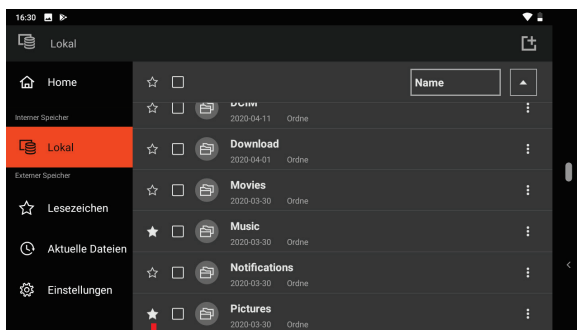 16:30
Lokal
Home
Name
Interner Speicher
DCIM
2020-04-11 Ordne
Lokal
Download
2020-04-01 Ordne
Externer Speicher
Movies
2020-03-30 Ordne
Lesezeichen
Music
2020-03-30 Ordne
Aktuelle Dateien
Notifications
2020-03-30 Ordne
Einstellungen
Pictures
2020-03-30 Ordne